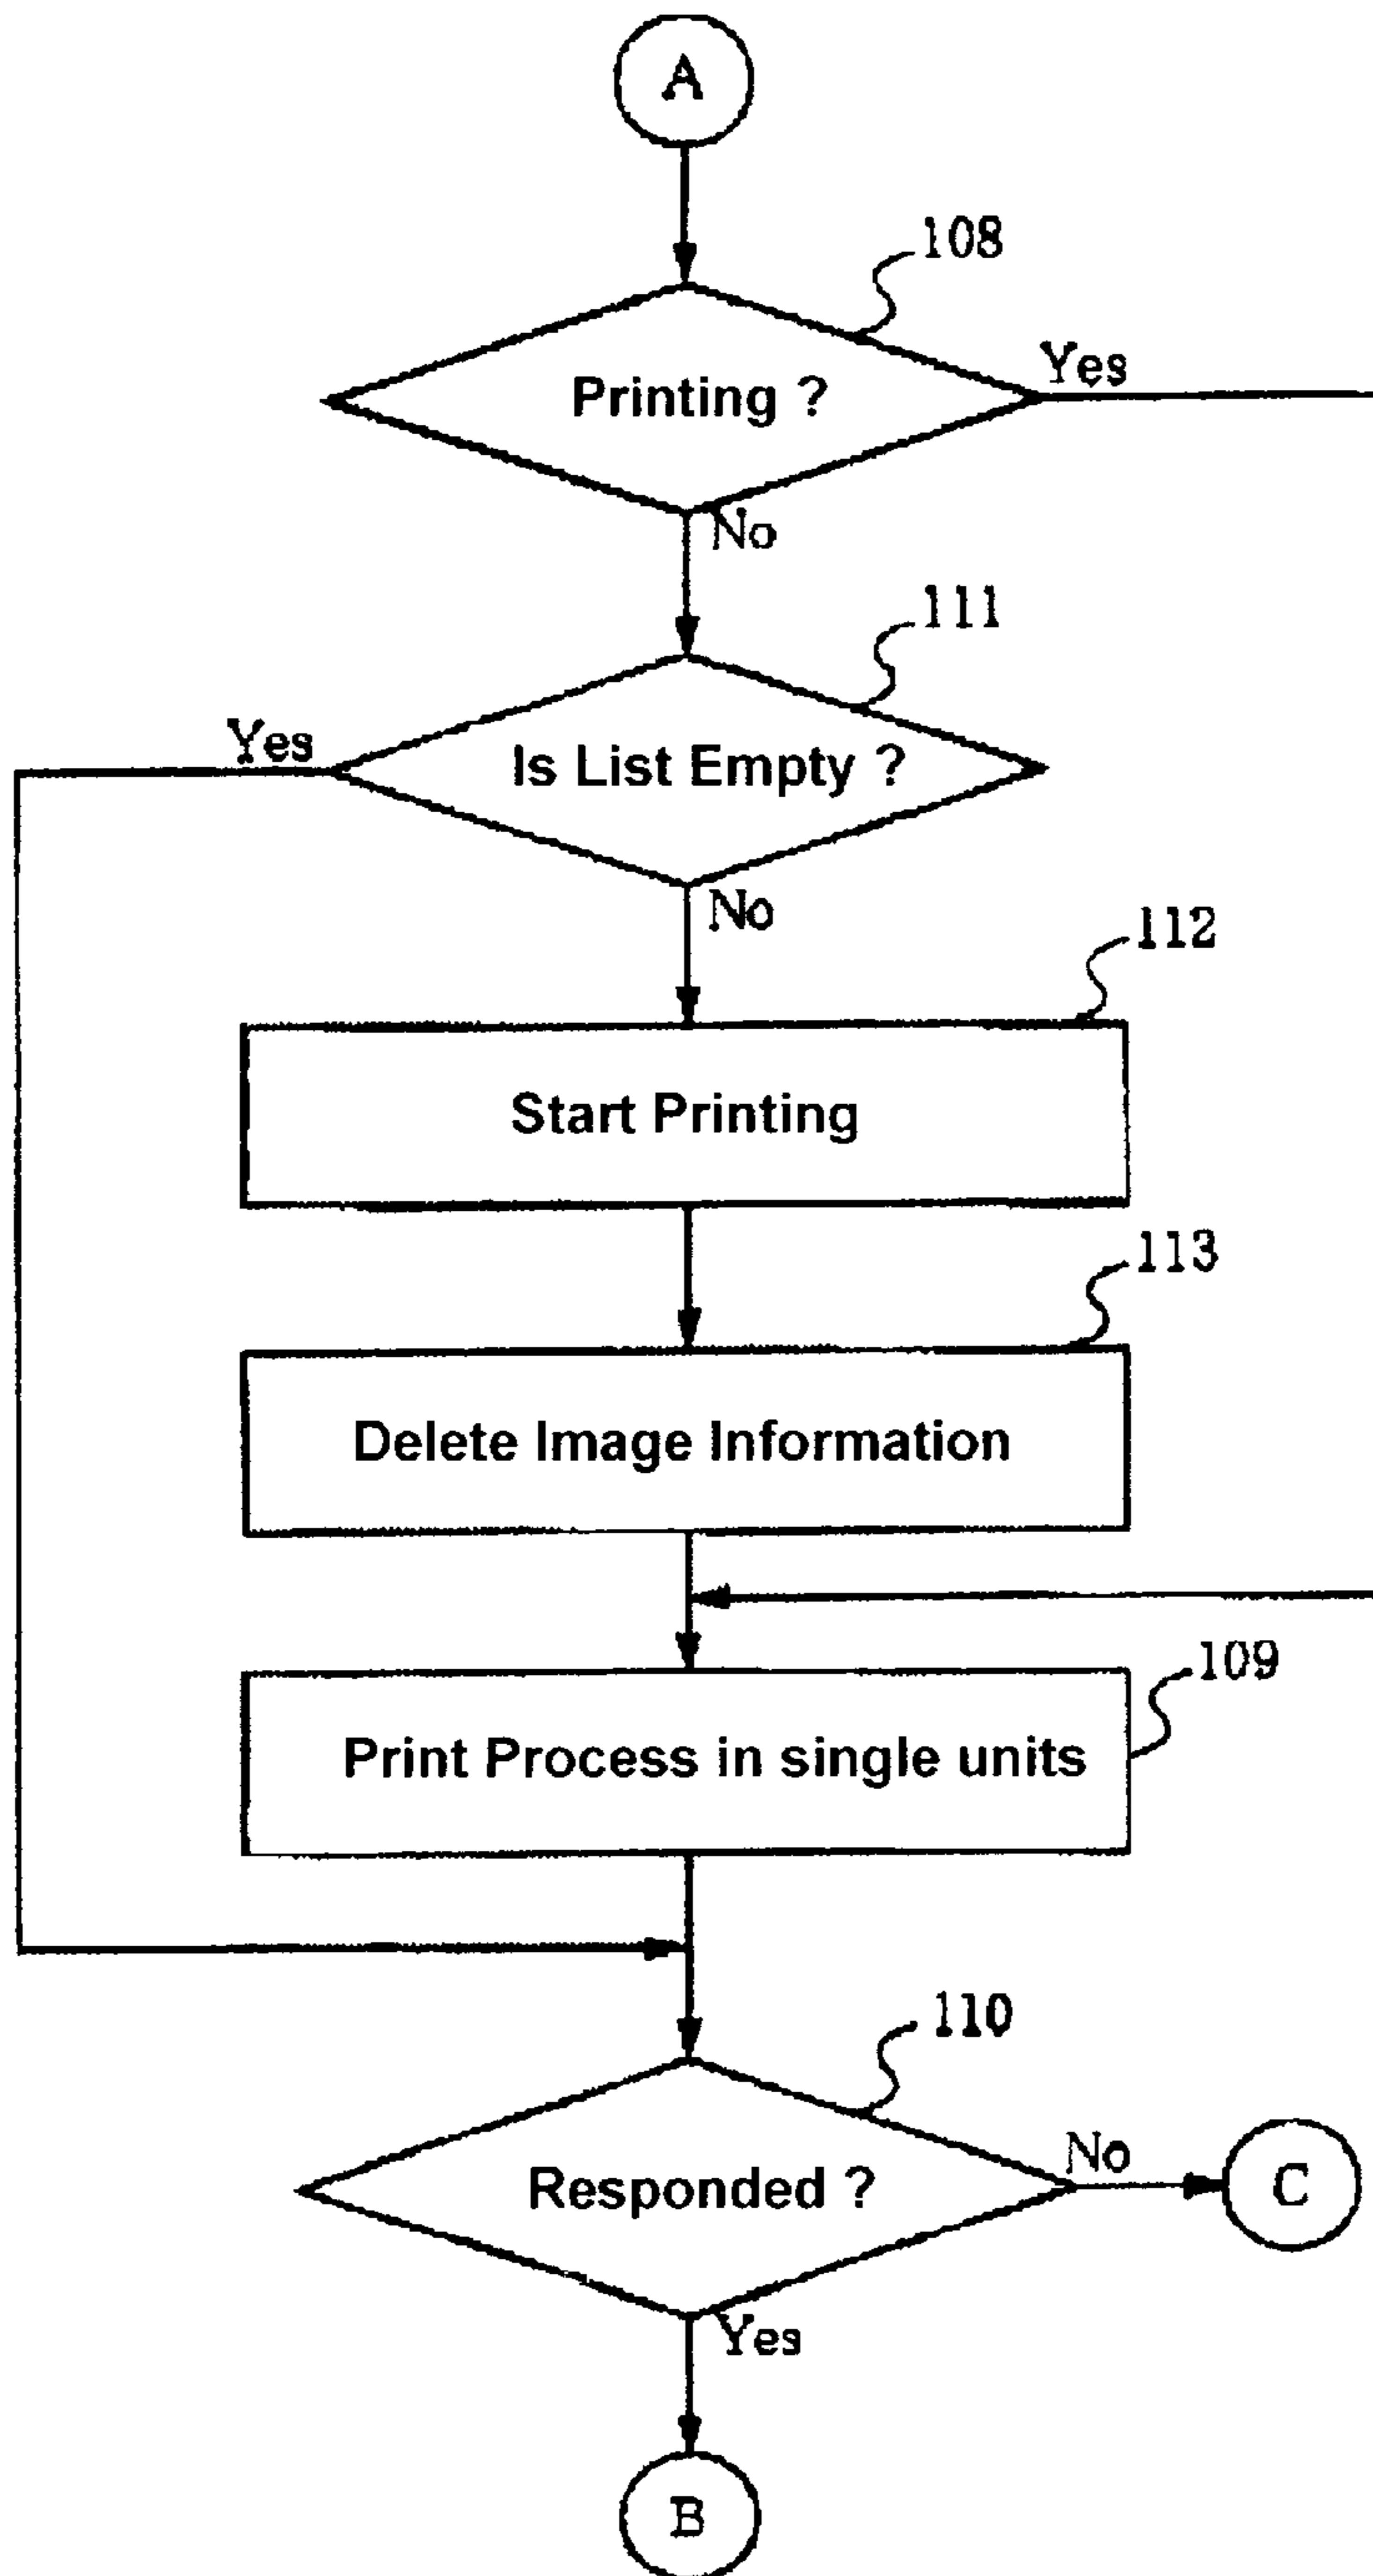 A
108
Printing ?
Yes
No
111
Yes
Is List Empty ?
No
112
Start Printing
113
Delete Image Information
109
Print Process in single units
110
Responded ?
No
C
Yes
B